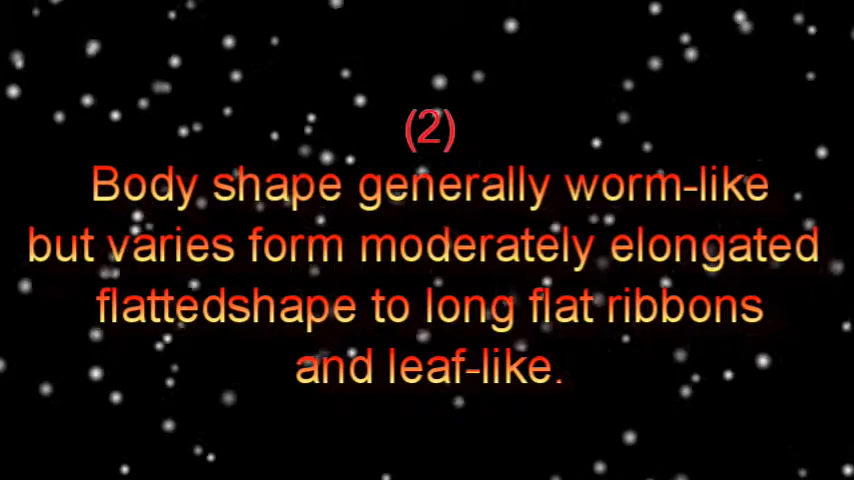 (2)
Body shape generally worm-like
but varies form moderately elongated
flattedshape to long flat ribbons
and leaf-like.